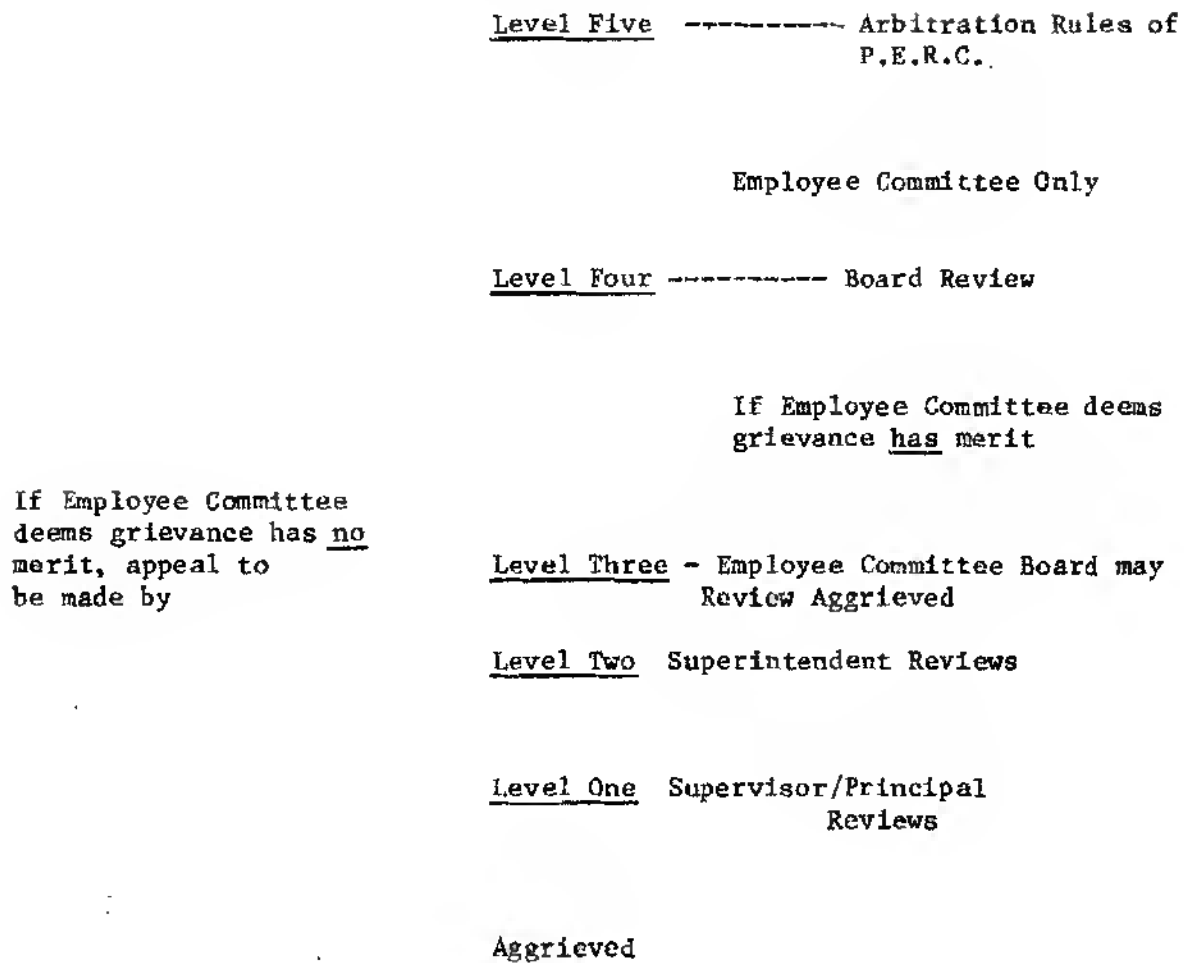 Level Five ----------- Arbitration Rules of
P.E.R.C.
Employee Committee Only
Level Four ----------- Board Review
If Employee Committee deems
grievance has merit
If Employee Committee
deems grievance has no
merit, appeal to
be made by
Level Three - Employee Committee Board may
Review Aggrieved
Level Two Superintendent Reviews
Level One Supervisor/Principal
Reviews
Aggrieved